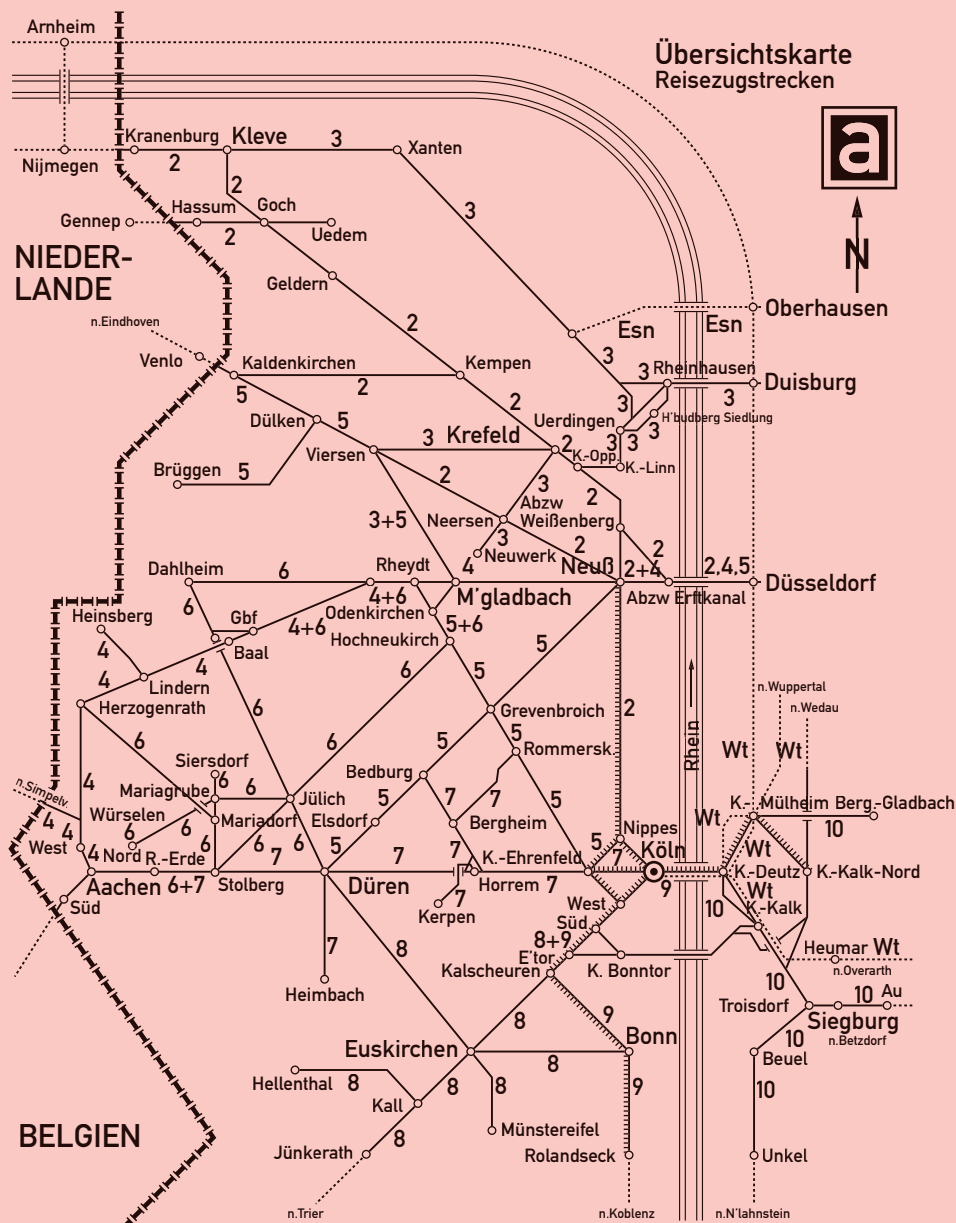 Arnheim
Übersichtskarte
Reisezugstrecken
a
Kranenburg Kleve 3 Xanten
Nijmegen 2
2 3
Gennep Hassum Goch
2 Uedem
N
NIEDER-
LANDE
Geldern
Oberhausen
n.Eindhoven 2 Esn Esn
Venlo Kaldenkirchen Kempen 3 Rheinhausen
3 Duisburg
5 2 2 3 3
Dülken 5 Uerdingen 3 H'budberg Siedlung
Viersen 3 Krefeld 2 3 3
K.-Opp. K.-Linn
Brüggen 5 2 3 2
3+5 Neersen Abzw
Weißenberg
3 Neuwerk 2 2
Dahlheim 6 Rheydt 4 Neuß 2+4 2,4,5 Düsseldorf
6 4+6 M'gladbach Abzw Erftkanal
Heinsberg Gbf 4+6 Odenkirchen 5+6
Hochneukirch
4 4 Baal 5
4 Lindern 6 5
Herzogenrath 6 Grevenbroich 2
n.Wuppertal
n.Wedau
6 6 5 5 Rommersk. Rhein Wt Wt
Siersdorf
n.Simpelv. 4 Mariagrube 6 6 Jülich Bedburg 7 5 K.-Mülheim Berg.-Gladbach
4 4 Würselen 6 Mariadorf Elsdorf 5 Bergheim Wt 10
West 6 6 6 6 5 Nippes
4 Nord R.-Erde 7 7 7 K.-Ehrenfeld 7 Köln Wt
Aachen 6+7 Stolberg 5 Düren Horrem 7 9 K.-Deutz K.-Kalk-Nord
Süd Kerpen 7 West 10 Wt
K.-Kalk
Süd
7 8 8+9 E'tor Heumar Wt
Kalscheuren K. Bonntor n.Overarth
Heimbach 10
Troisdorf 10 Au
9 Siegburg
8 10 n.Betzdorf
Euskirchen Bonn Beuel
8
Hellenthal 8 8 8 9 10
Kall
BELGIEN 8 Münstereifel
Jünkerath Rolandseck Unkel
n.Trier n.Koblenz n.N'lahnstein